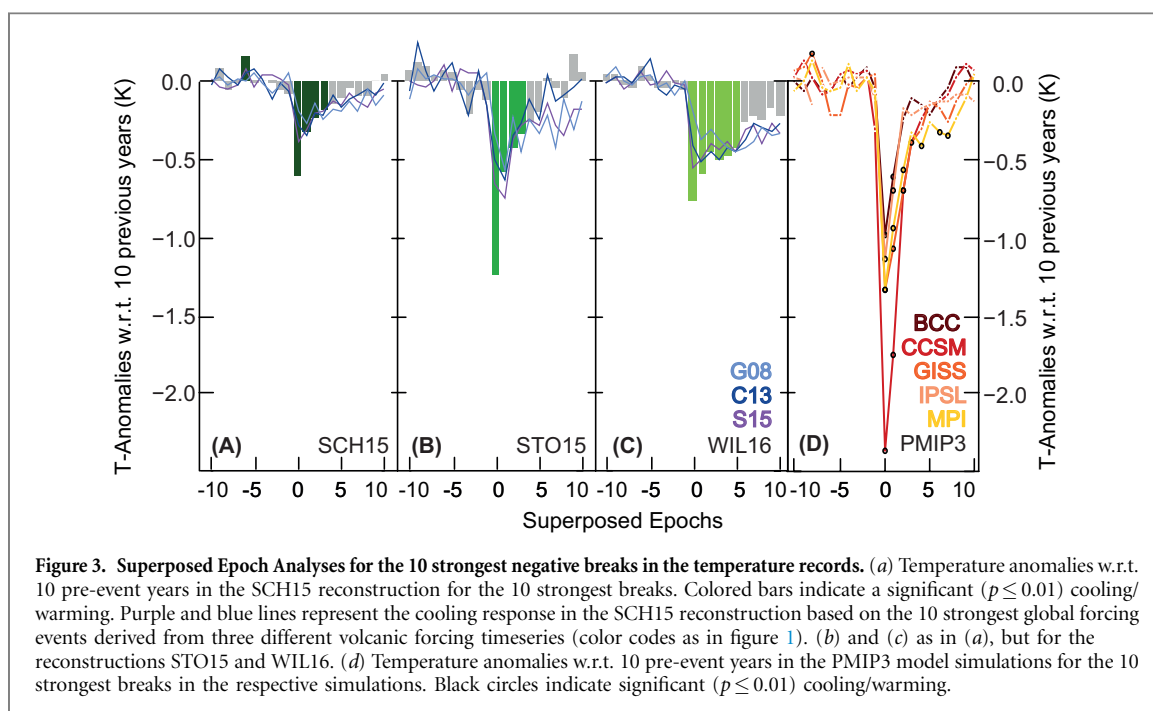 T-Anomalies w.r.t. 10 previous years (K)
0.0
−0.5
−1.0
−1.5
−2.0
(A)
SCH15
(B)
STO15
G08
C13
S15
(C)
WIL16
BCC
CCSM
GISS
IPSL
MPI
(D)
PMIP3
0.0
−0.5
−1.0
−1.5
−2.0
T-Anomalies w.r.t. 10 previous years (K)
-10 -5 0 5 10
-10 -5 0 5 10
-10 -5 0 5 10
-10 -5 0 5 10
Superposed Epochs
Figure 3. Superposed Epoch Analyses for the 10 strongest negative breaks in the temperature records. (a) Temperature anomalies w.r.t.
10 pre-event years in the SCH15 reconstruction for the 10 strongest breaks. Colored bars indicate a significant (p ≤ 0.01) cooling/
warming. Purple and blue lines represent the cooling response in the SCH15 reconstruction based on the 10 strongest global forcing
events derived from three different volcanic forcing timeseries (color codes as in figure 1). (b) and (c) as in (a), but for the
reconstructions STO15 and WIL16. (d) Temperature anomalies w.r.t. 10 pre-event years in the PMIP3 model simulations for the 10
strongest breaks in the respective simulations. Black circles indicate significant (p ≤ 0.01) cooling/warming.